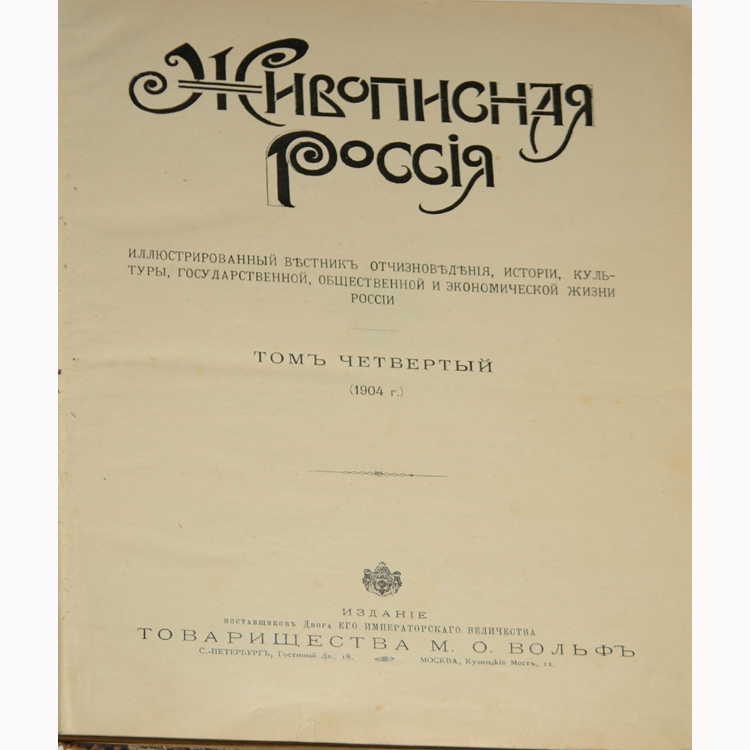 Живописная
Россія
ИЛЛЮСТРИРОВАННЫЙ ВѢСТНИКЪ ОТЧИЗНОВѢДѢНІЯ, ИСТОРІИ, КУЛЬ-
ТУРЫ, ГОСУДАРСТВЕННОЙ, ОБЩЕСТВЕННОЙ И ЭКОНОМИЧЕСКОЙ ЖИЗНИ
РОССІИ
ТОМЪ ЧЕТВЕРТЫЙ
(1904 г.)
ИЗДАНІЕ
ПОСТАВЩИКОВЪ ДВОРА ЕГО ИМПЕРАТОРСКАГО ВЕЛИЧЕСТВА
ТОВАРИЩЕСТВА М. О. ВОЛЬФЪ
С.-ПЕТЕРБУРГЪ, Гостиный Дв., 18. МОСКВА, Кузнецкій Мостъ, 12.